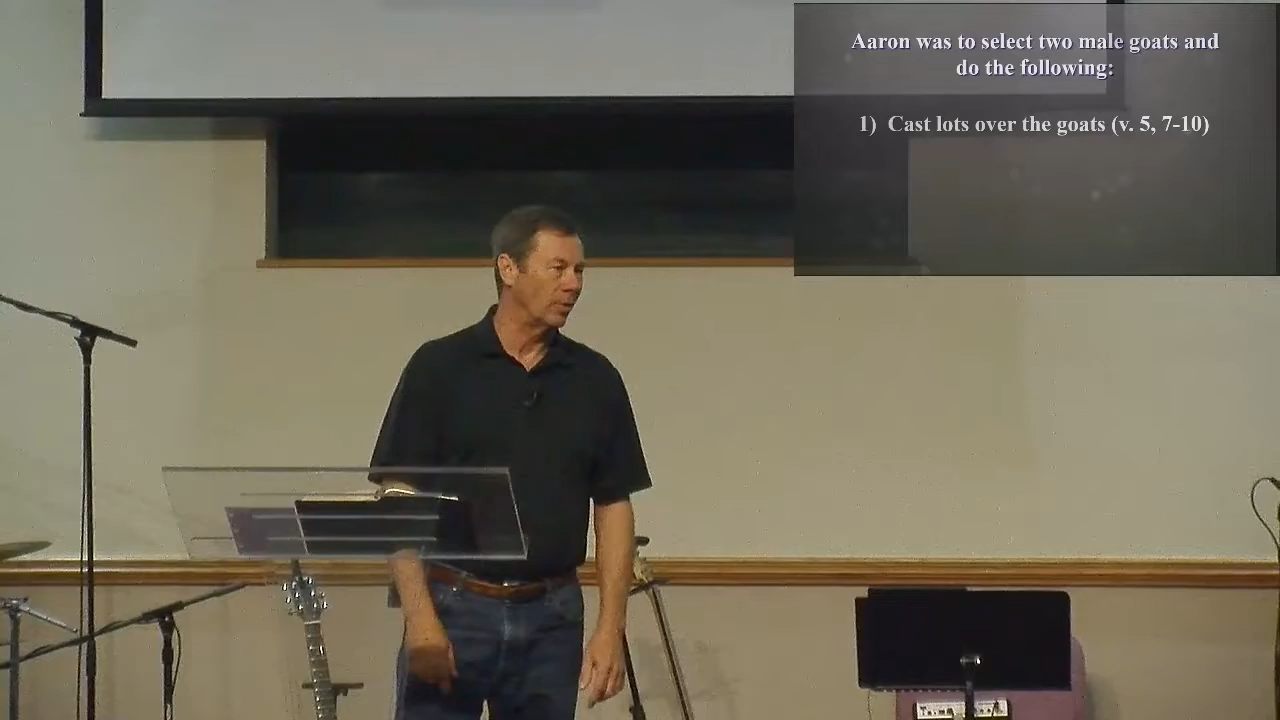 Aaron was to select two male goats and
do the following:
1) Cast lots over the goats (v. 5, 7-10)